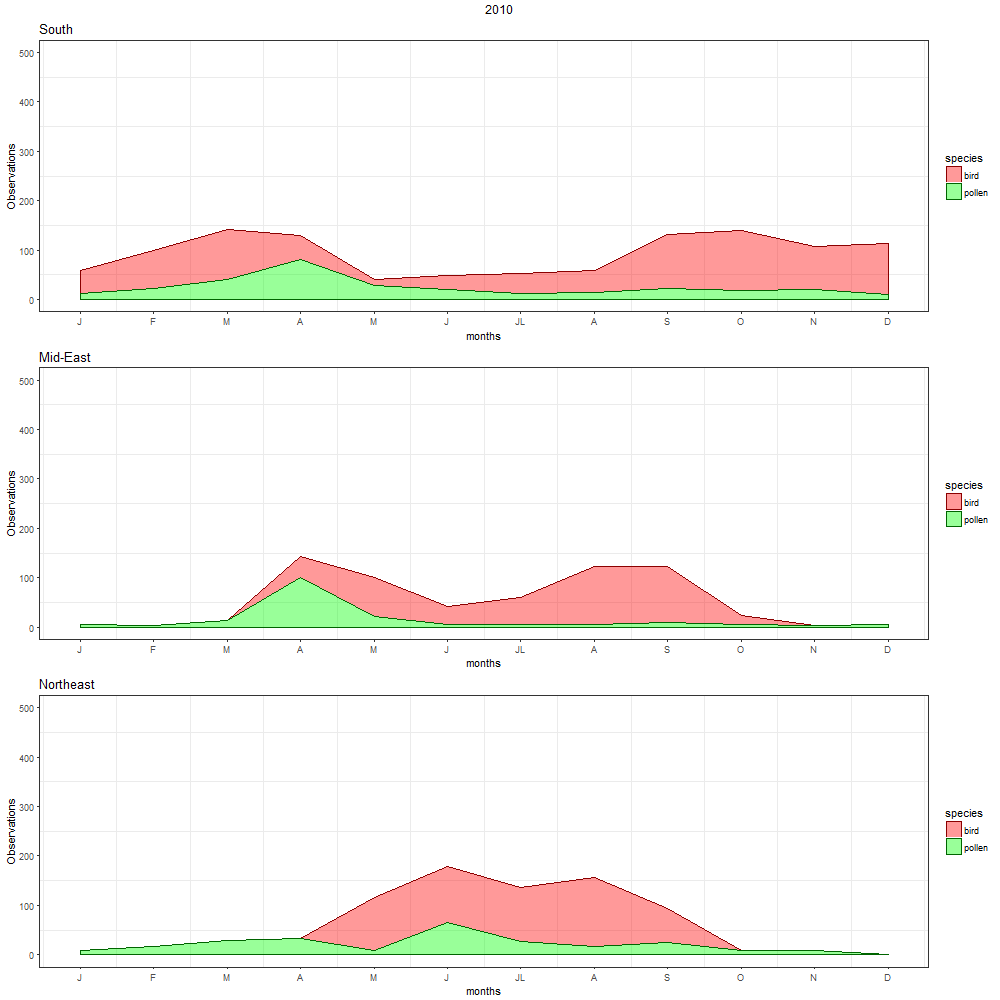 2010
South
500
400
300
200
100
0
Observations
J F M A M J JL A S O N D
months
species
bird
pollen
Mid-East
500
400
300
200
100
0
Observations
J F M A M J JL A S O N D
months
species
bird
pollen
Northeast
500
400
300
200
100
0
Observations
J F M A M J JL A S O N D
months
species
bird
pollen